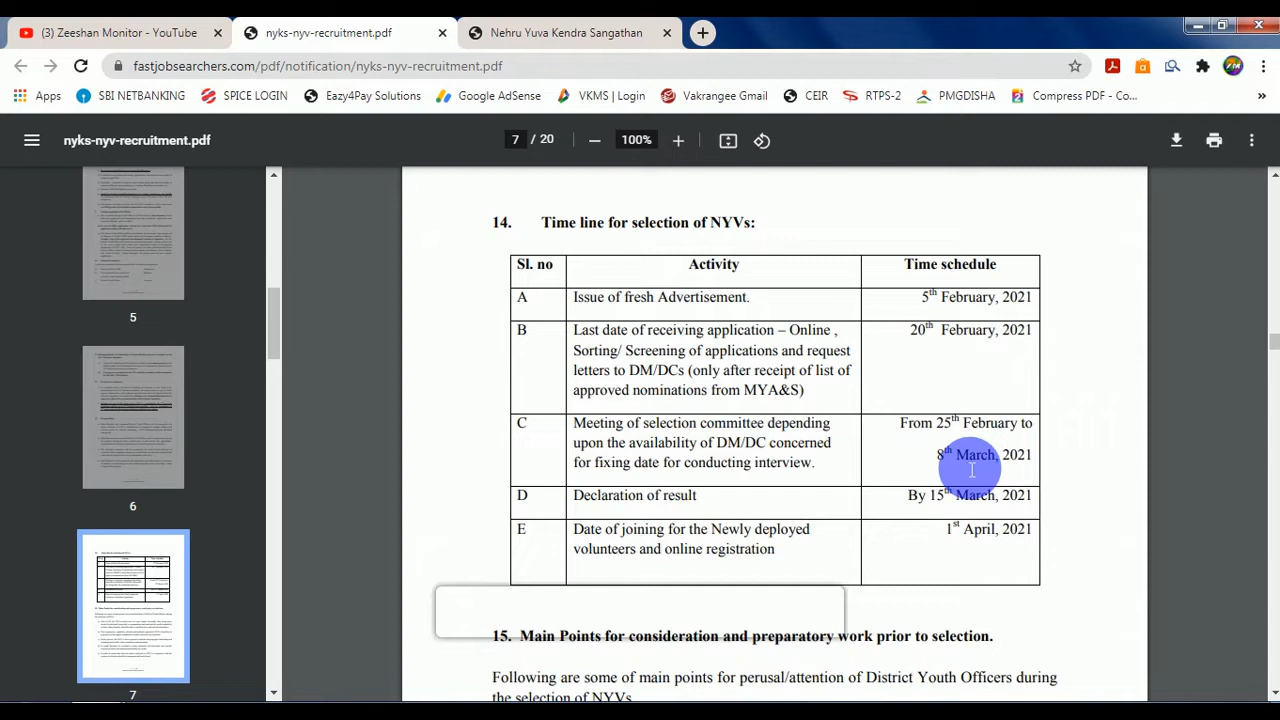 (3) Zeeshan Monitor - YouTube
nyks-nyv-recruitment.pdf
Nehru Yuva Kendra Sangathan
fastjobsearchers.com/pdf/notification/nyks-nyv-recruitment.pdf
Apps SBI NETBANKING SPICE LOGIN Eazy4Pay Solutions Google AdSense VKMS | Login Vakrangee Gmail CEIR RTPS-2 PMGDISHA Compress PDF - Co... »
nyks-nyv-recruitment.pdf
7 / 20
100%
5
6
7
14. Time line for selection of NYVs:
Sl. no Activity Time schedule
A Issue of fresh Advertisement. 5th February, 2021
B Last date of receiving application – Online , 20th February, 2021
Sorting/ Screening of applications and request
letters to DM/DCs (only after receipt of list of
approved nominations from MYA&S)
C Meeting of selection committee depending From 25th February to
upon the availability of DM/DC concerned 8th March, 2021
for fixing date for conducting interview.
D Declaration of result By 15th March, 2021
E Date of joining for the Newly deployed 1st April, 2021
volunteers and online registration
15. Main Points for consideration and preparatory work prior to selection.
Following are some of main points for perusal/attention of District Youth Officers during
the selection of NYVs